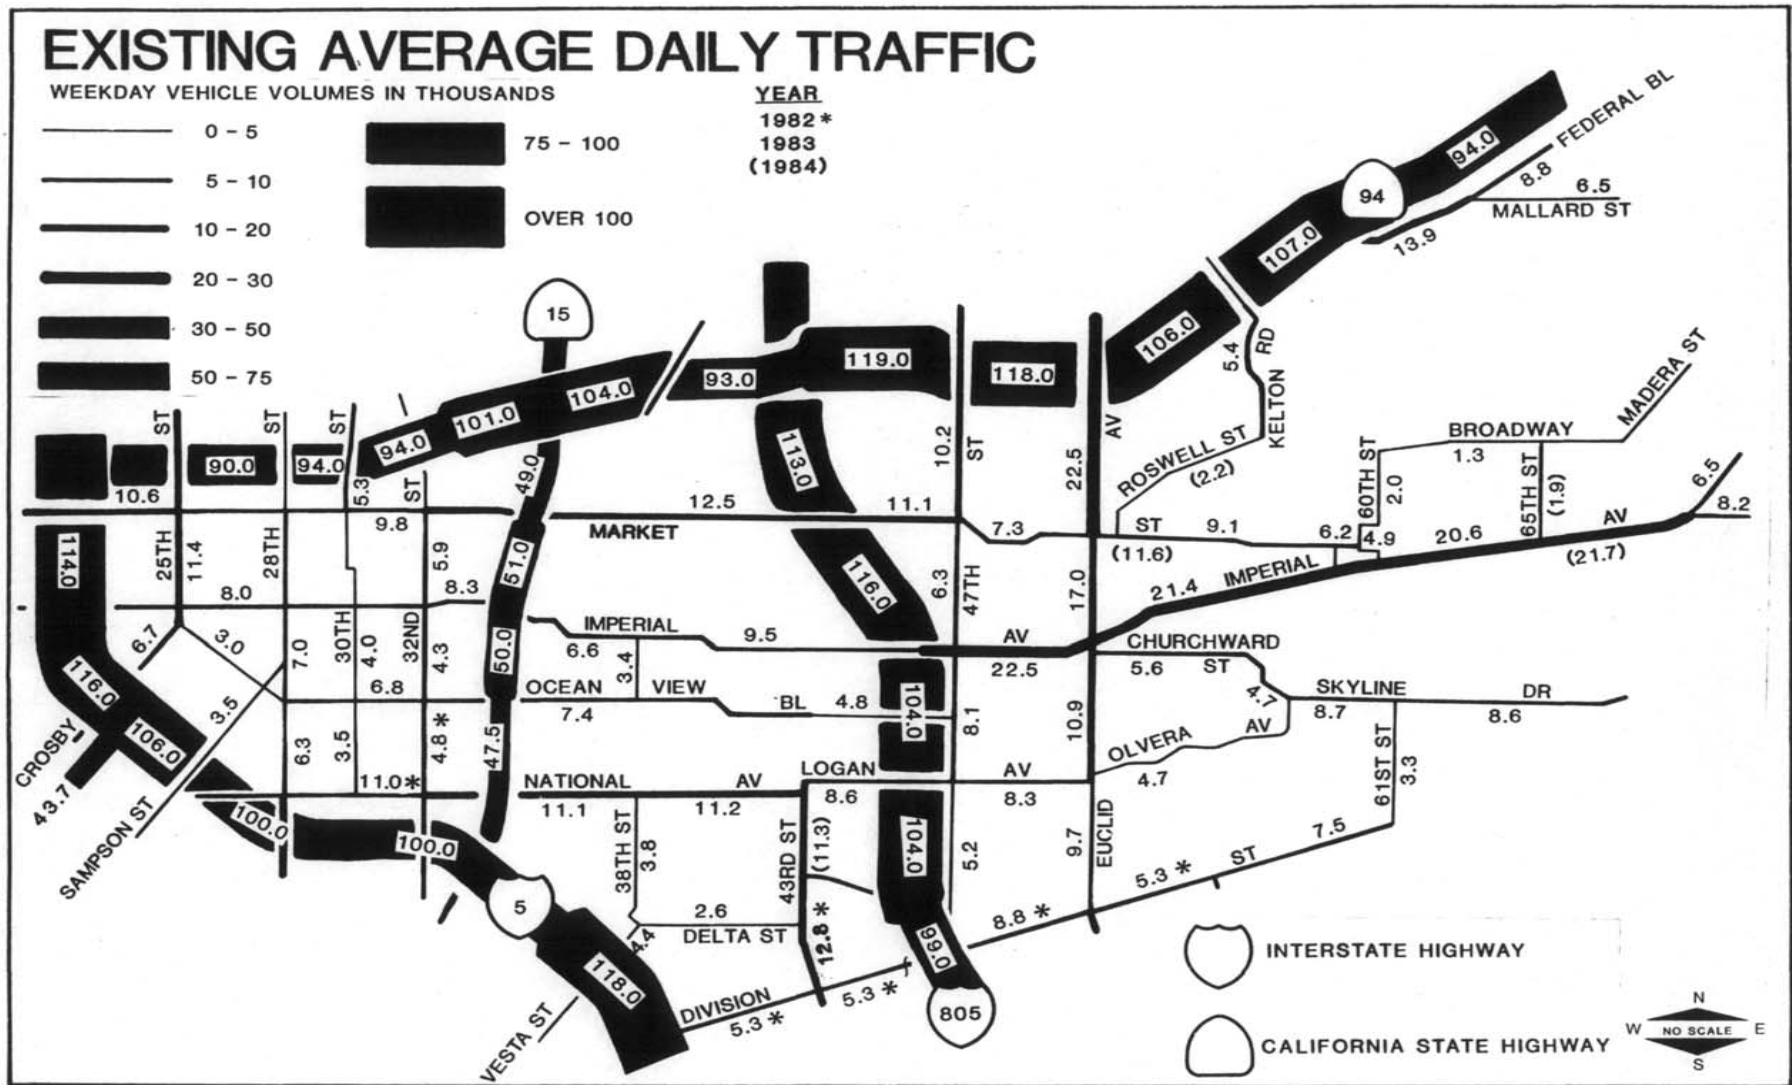 EXISTING AVERAGE DAILY TRAFFIC
WEEKDAY VEHICLE VOLUMES IN THOUSANDS
0 - 5
5 - 10
10 - 20
20 - 30
30 - 50
50 - 75
75 - 100
OVER 100
YEAR
1982*
1983
(1984)
94.0
FEDERAL BL
8.8
6.5
MALLARD ST
94
13.9
107.0
15
106.0
5.4
RD
KELTON
119.0
118.0
93.0
104.0
101.0
94.0
94.0
90.0
ST
ST
ST
ST
10.6
5.3
49.0
113.0
10.2
ST
22.5
AV
ROSWELL ST
(2.2)
MADERA ST
BROADWAY
1.3
60TH ST
2.0
65TH ST
(1.9)
6.5
8.2
AV
9.8
12.5
MARKET
11.1
7.3
ST
(11.6)
9.1
6.2
4.9
20.6
(21.7)
114.0
25TH
11.4
28TH
5.9
51.0
116.0
6.3
47TH
17.0
21.4
IMPERIAL
8.0
8.3
6.7
3.0
7.0
30TH
4.0
32ND
4.3
50.0
IMPERIAL
6.6
3.4
9.5
AV
22.5
CHURCHWARD
5.6
ST
4.7
116.0
3.5
6.8
OCEAN
VIEW
7.4
BL
4.8
104.0
8.1
10.9
SKYLINE
DR
8.7
8.6
CROSBY
106.0
43.7
6.3
3.5
4.8 *
47.5
OLVERA
AV
4.7
61ST ST
3.3
11.0 *
NATIONAL
AV
LOGAN
AV
11.1
11.2
8.6
8.3
SAMPSON ST
100.0
100.0
38TH ST
3.8
43RD ST
(11.3)
104.0
5.2
9.7
EUCLID
7.5
ST
5.3 *
8.8 *
5
2.6
DELTA ST
4.4
12.8 *
99.0
118.0
VESTA ST
DIVISION
5.3 *
5.3 *
805
INTERSTATE HIGHWAY
CALIFORNIA STATE HIGHWAY
N
W
NO SCALE
E
S